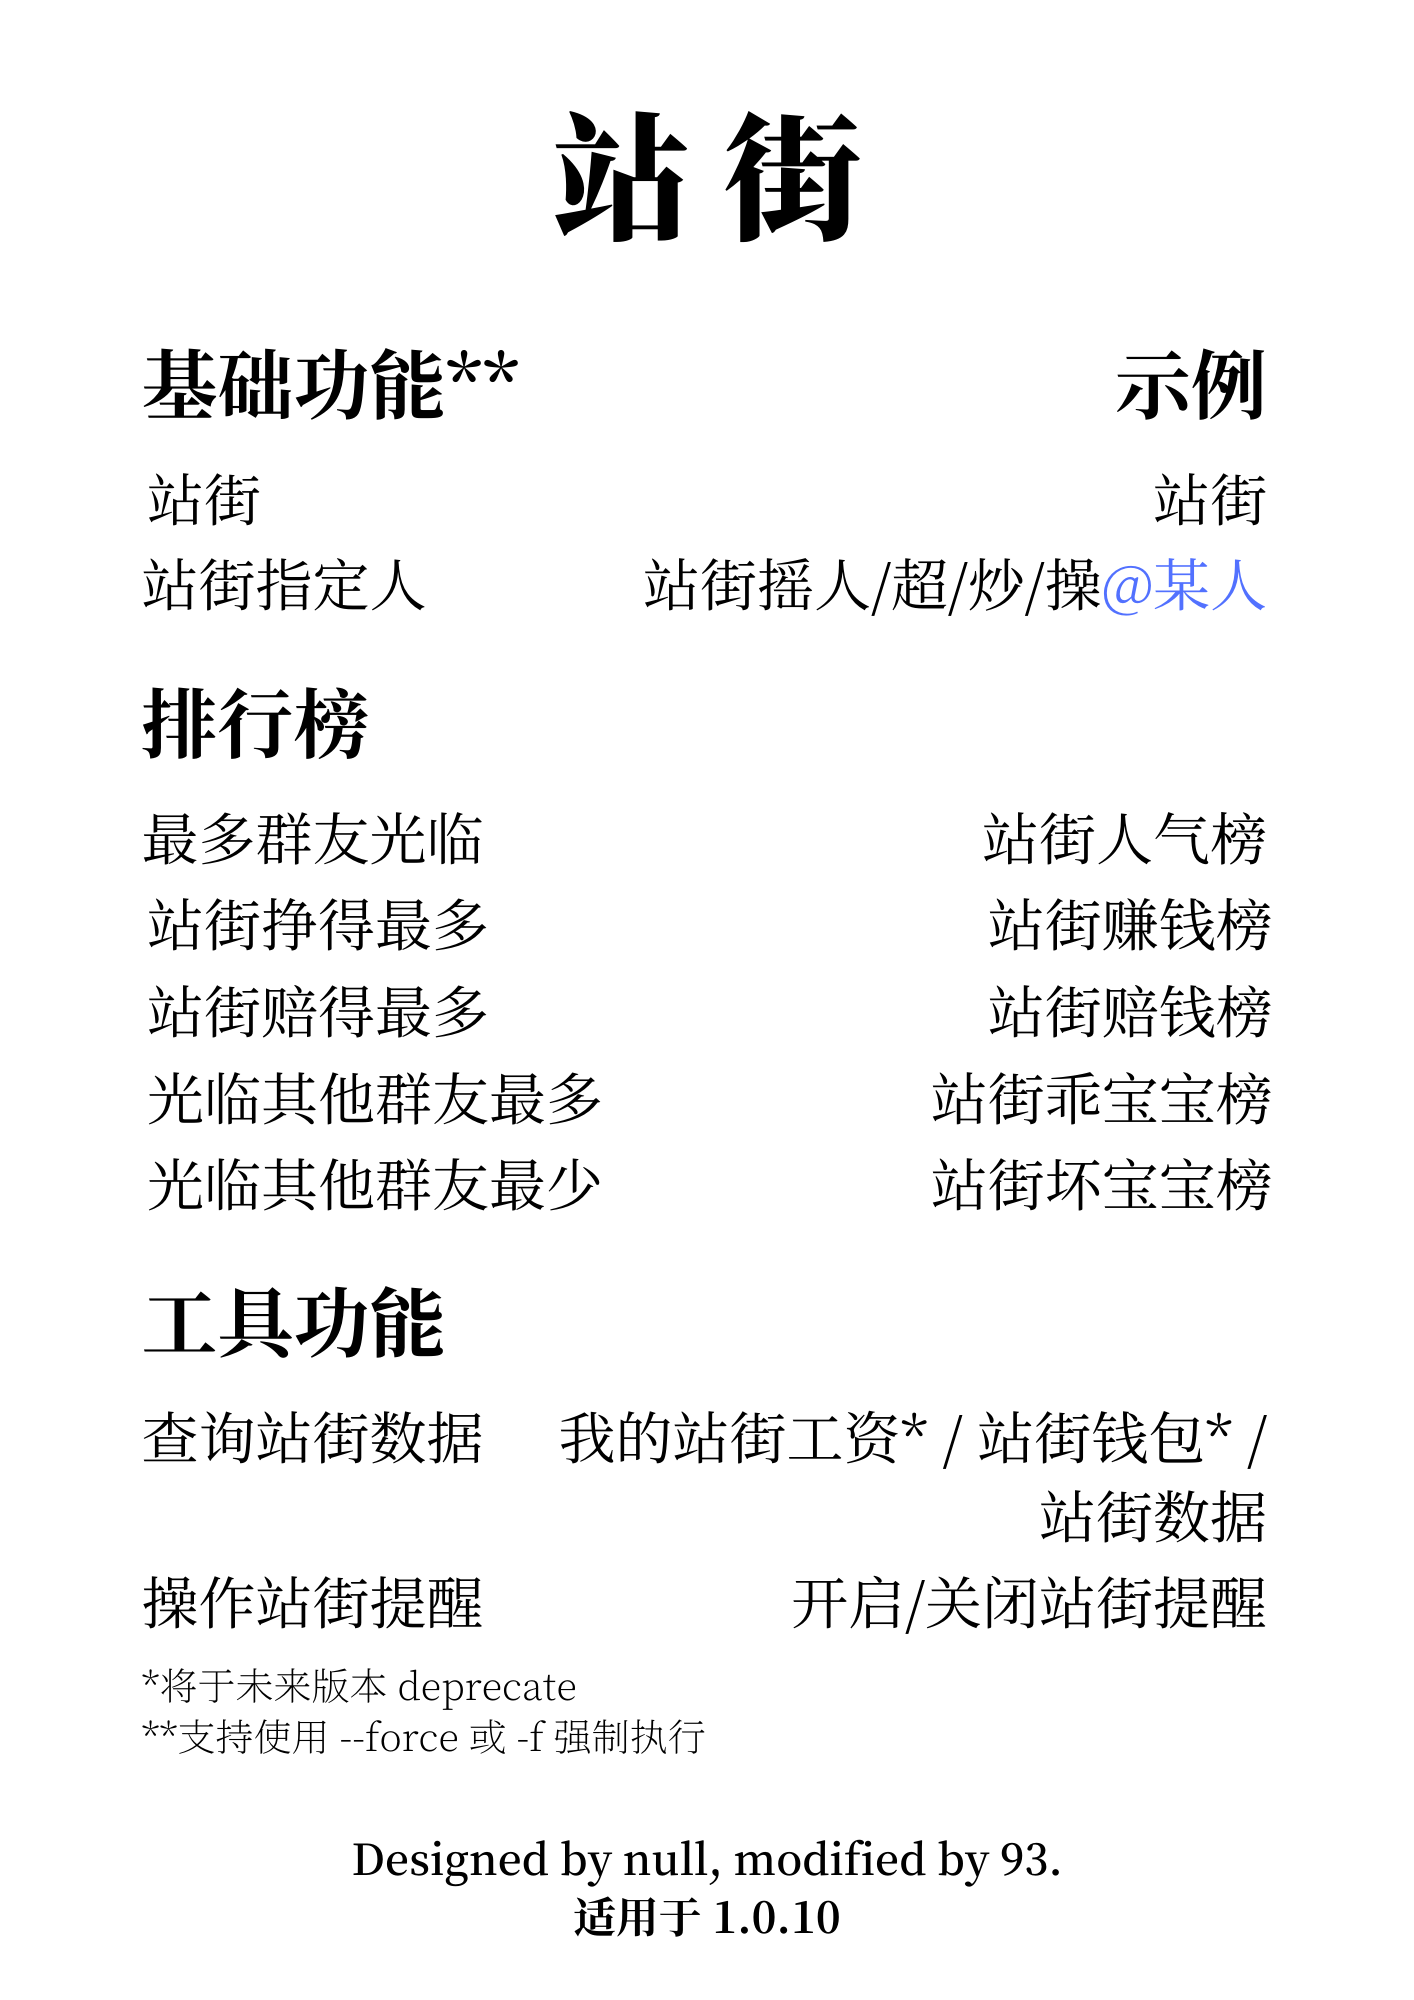 站 街
基础功能** 示例
站街 站街
站街指定人 站街摇人/超/炒/操@某人
排行榜
最多群友光临 站街人气榜
站街挣得最多 站街赚钱榜
站街赔得最多 站街赔钱榜
光临其他群友最多 站街乖宝宝榜
光临其他群友最少 站街坏宝宝榜
工具功能
查询站街数据 我的站街工资* / 站街钱包* /
站街数据
操作站街提醒 开启/关闭站街提醒
*将于未来版本 deprecate
**支持使用 --force 或 -f 强制执行
Designed by null, modified by 93.
适用于 1.0.10